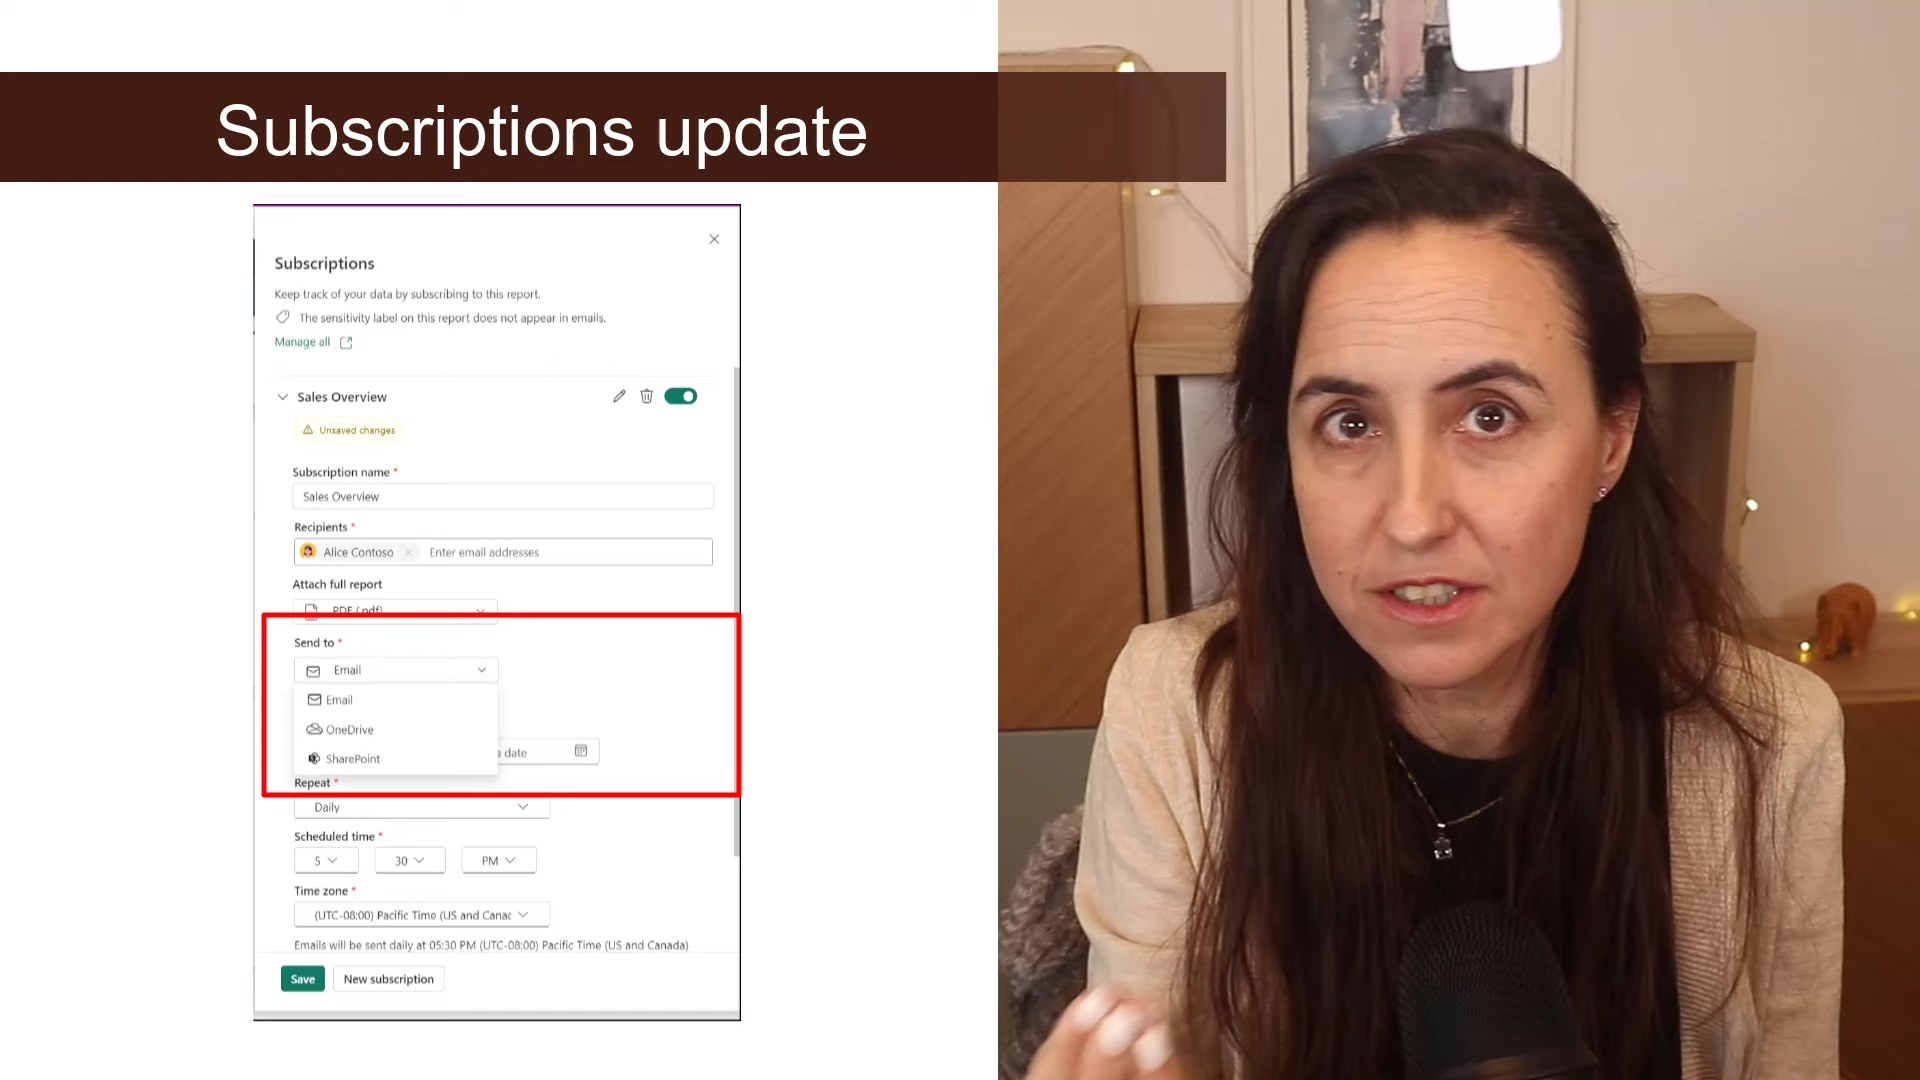 Subscriptions update
Subscriptions
Keep track of your data by subscribing to this report.
The sensitivity label on this report does not appear in emails.
Manage all
Sales Overview
Unsaved changes
Subscription name *
Sales Overview
Recipients *
Alice Contoso Enter email addresses
Attach full report
PDF (.pdf)
Send to *
Email
Email
OneDrive
date
SharePoint
Repeat *
Daily
Scheduled time *
5 30 PM
Time zone *
(UTC-08:00) Pacific Time (US and Canac
Emails will be sent daily at 05:30 PM (UTC-08:00) Pacific Time (US and Canada)
Save New subscription